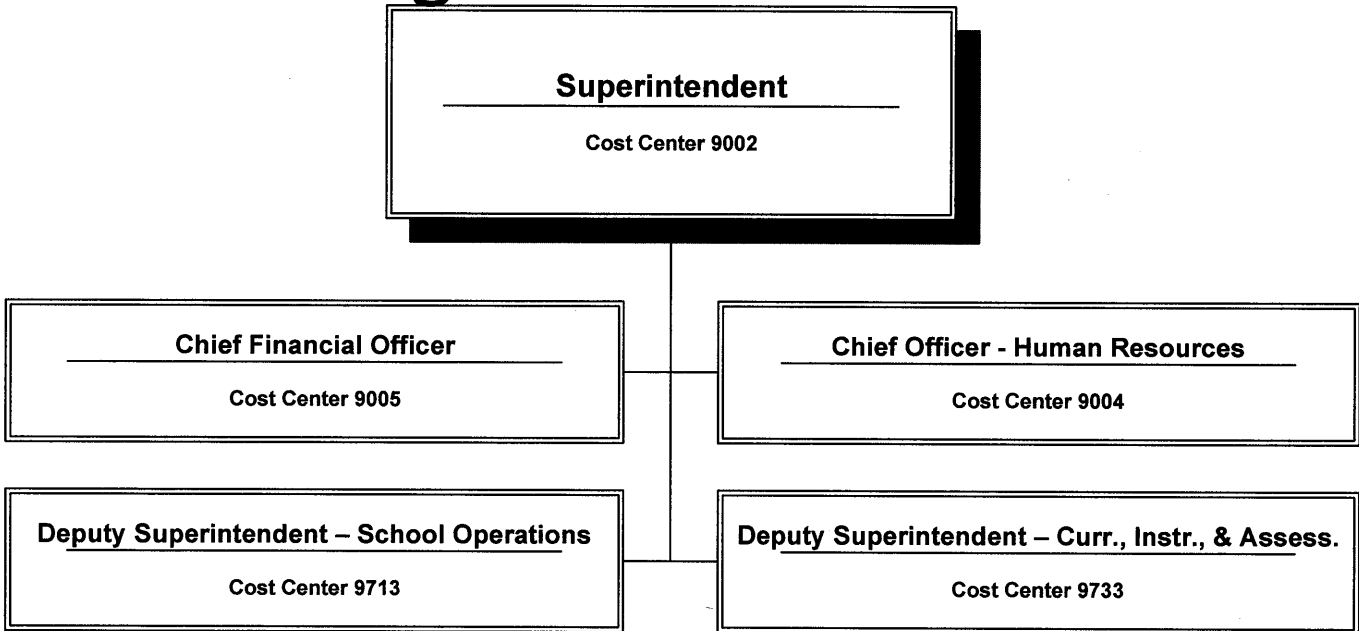 Superintendent
Cost Center 9002
Chief Financial Officer
Cost Center 9005
Chief Officer - Human Resources
Cost Center 9004
Deputy Superintendent – School Operations
Cost Center 9713
Deputy Superintendent – Curr., Instr., & Assess.
Cost Center 9733